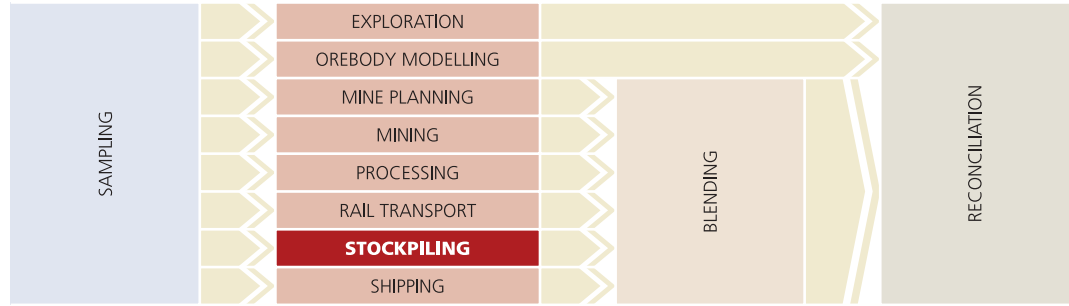 SAMPLING
EXPLORATION
OREBODY MODELLING
MINE PLANNING
MINING
PROCESSING
RAIL TRANSPORT
STOCKPILING
SHIPPING
BLENDING
RECONCILIATION